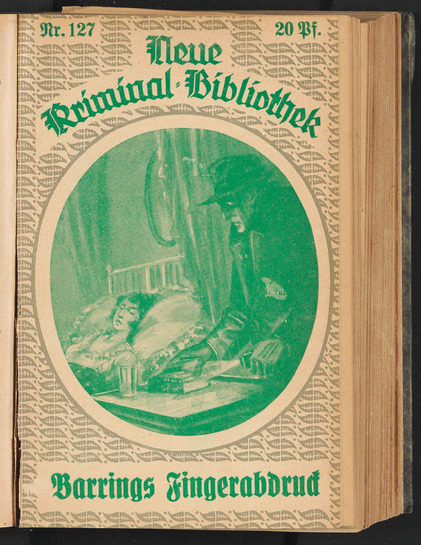 Nr. 127
20 Pf.
Neue
Kriminal-Bibliothek
Barrings Fingerabdruck